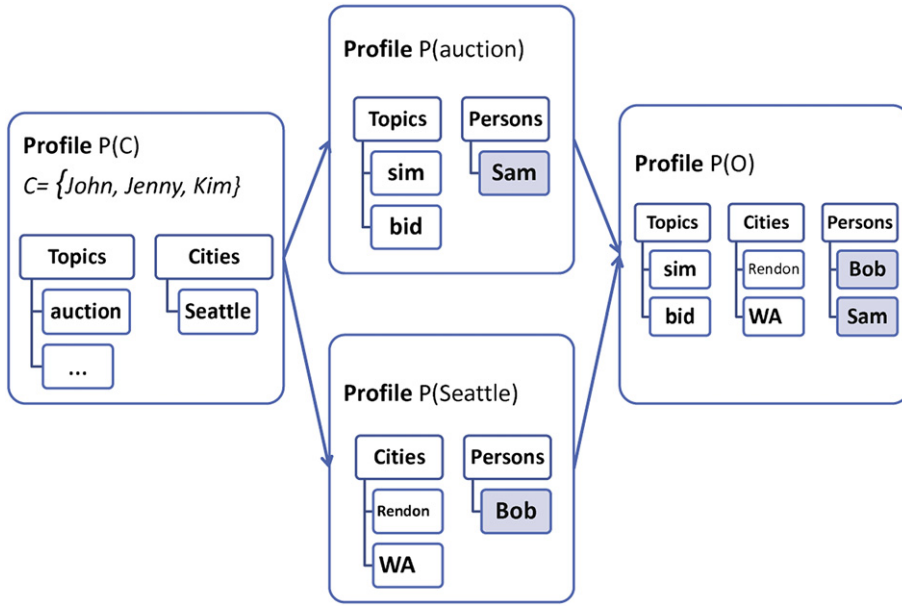 Profile P(C)
C= {John, Jenny, Kim}
Topics
auction
...
Cities
Seattle
Profile P(auction)
Topics
sim
bid
Persons
Sam
Profile P(Seattle)
Cities
Rendon
WA
Persons
Bob
Profile P(O)
Topics
sim
bid
Cities
Rendon
WA
Persons
Bob
Sam